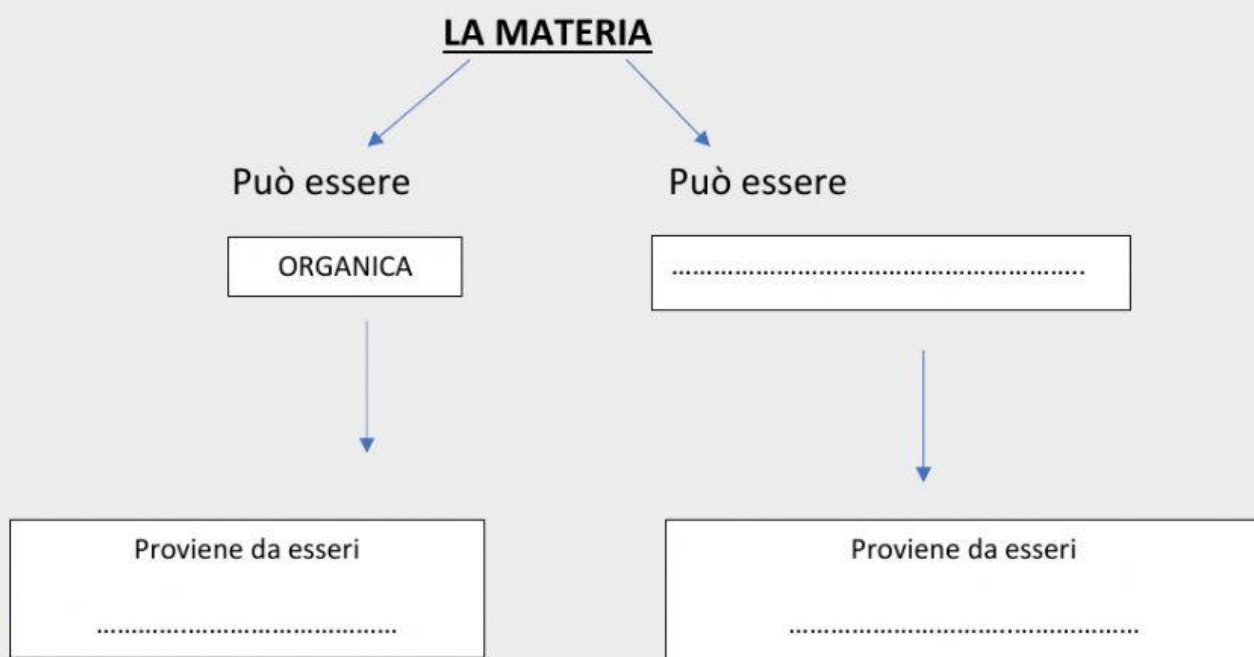 LA MATERIA
Può essere
Può essere
ORGANICA
……………………………………………………..
Proviene da esseri
Proviene da esseri
……………………………………
…………………………………………